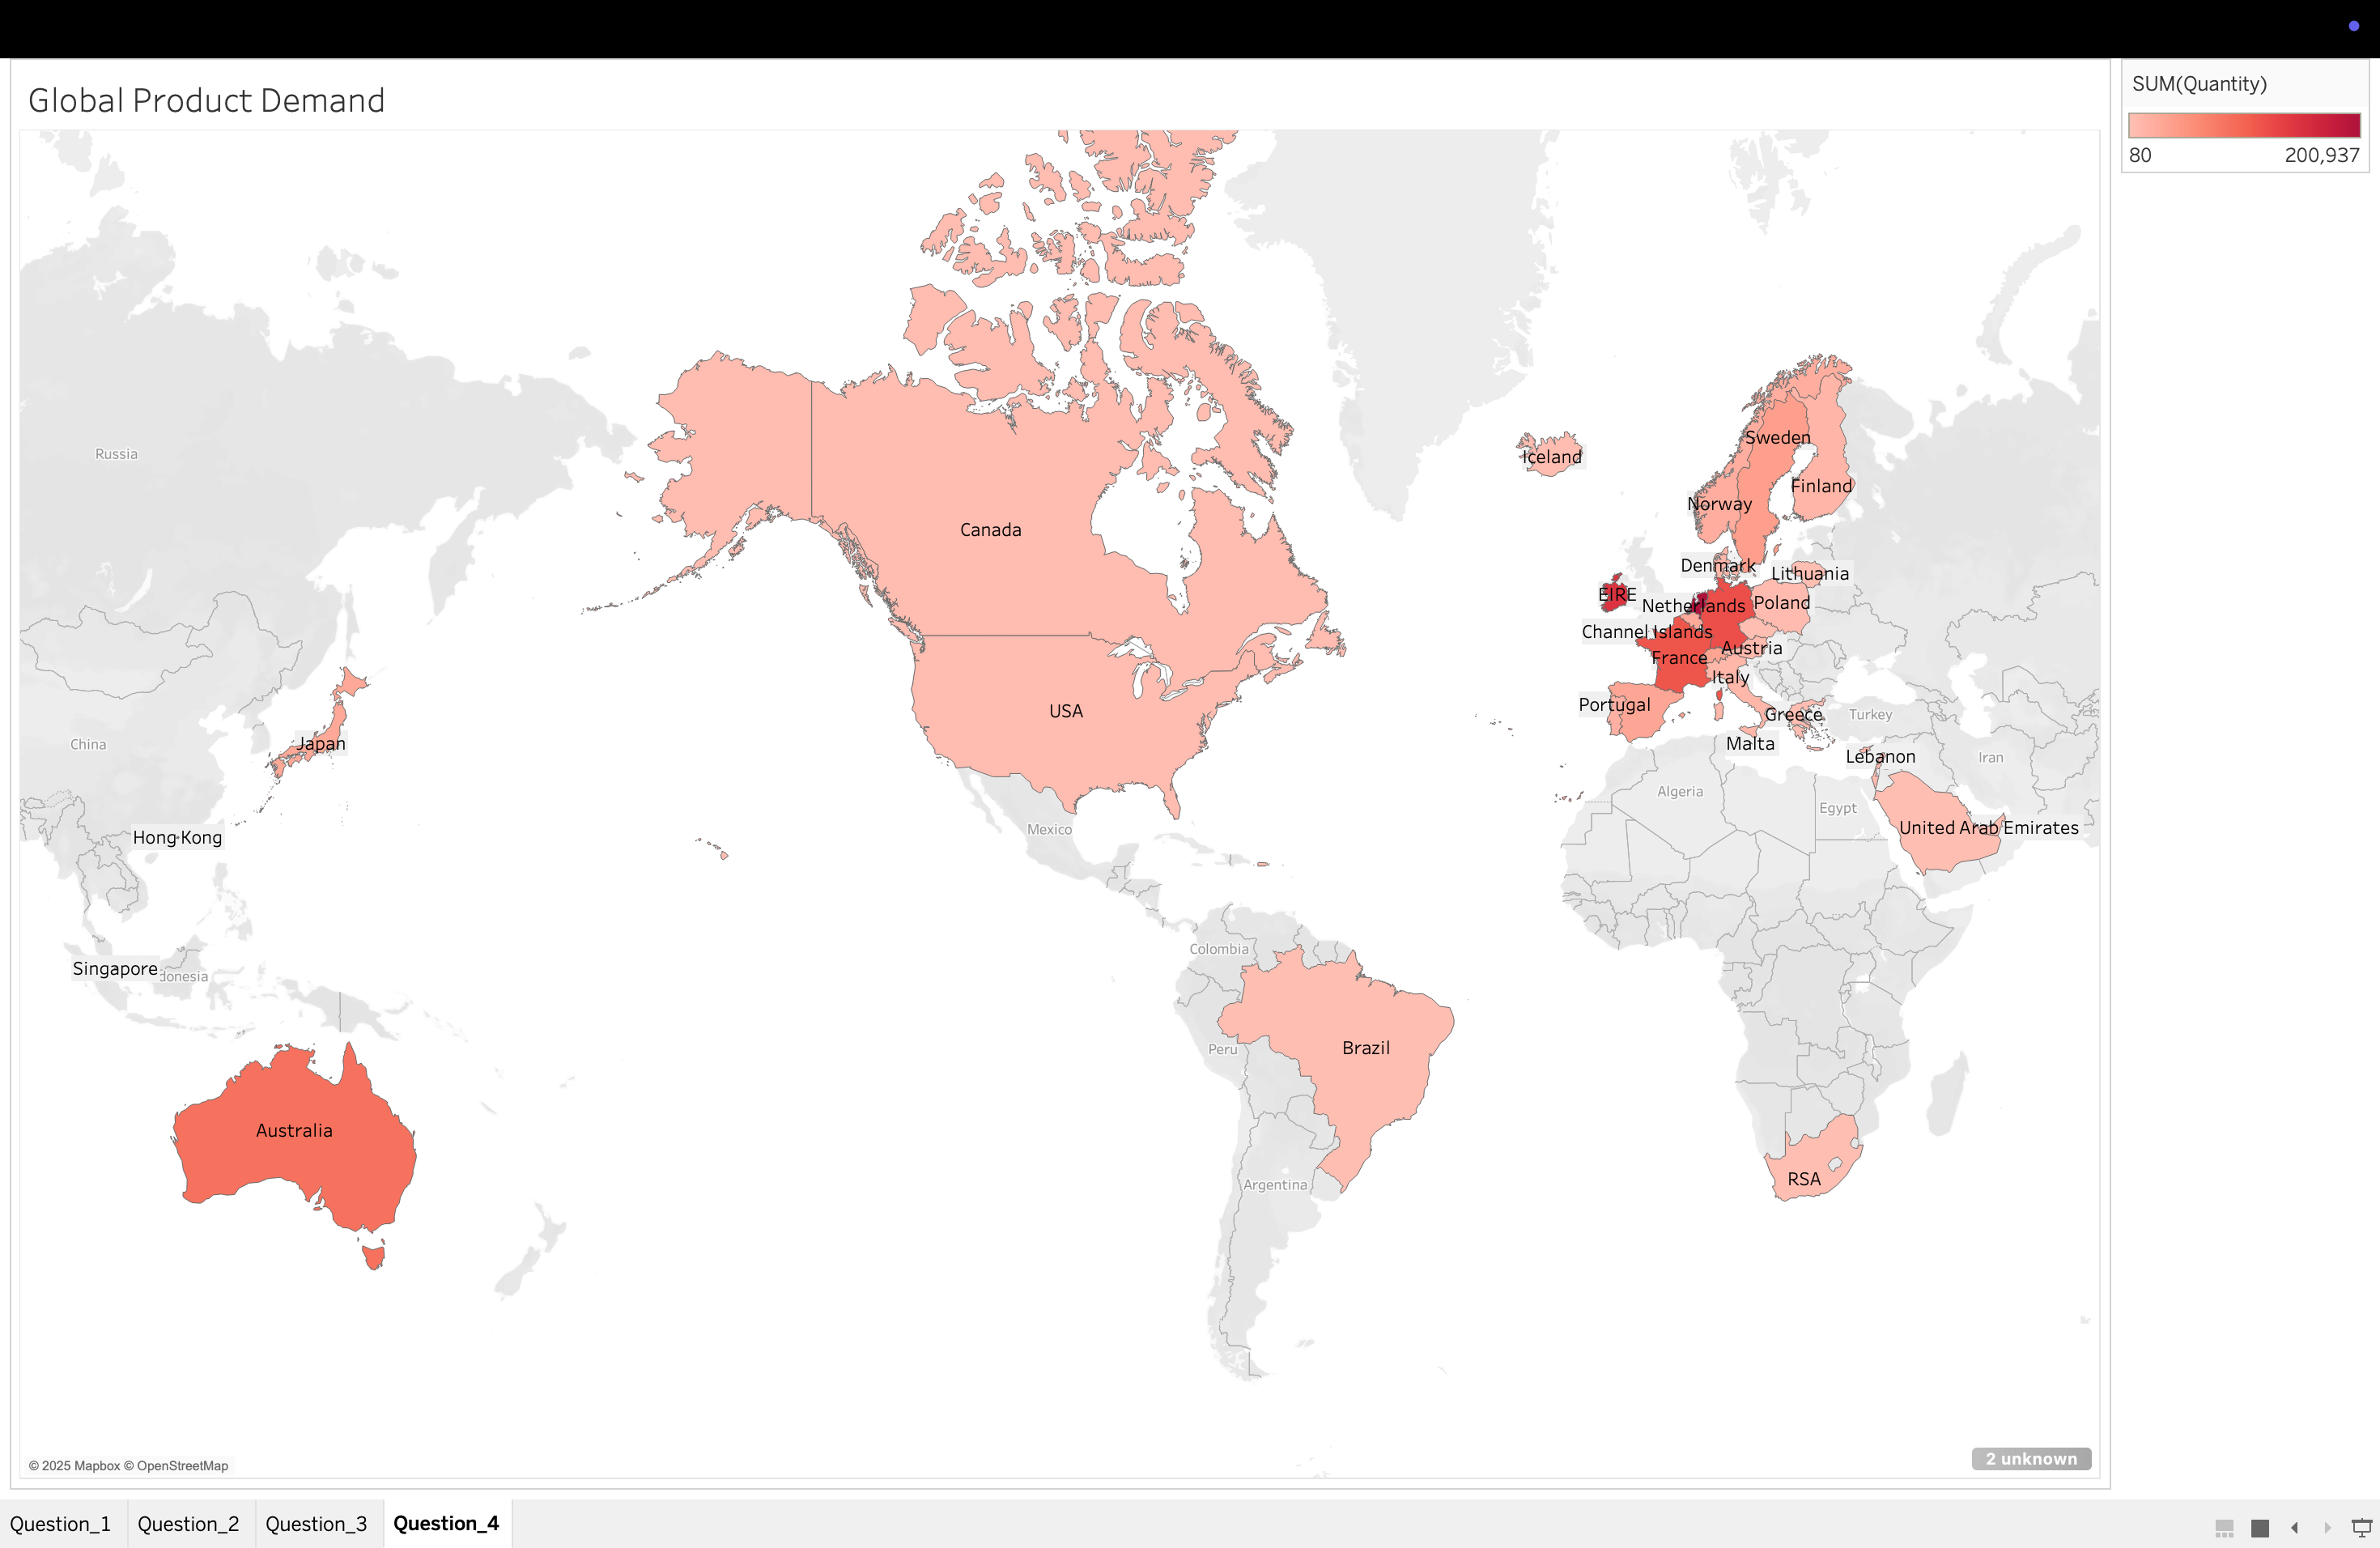 Global Product Demand
SUM(Quantity)
80
200,937
Russia
Canada
Iceland
Sweden
Finland
Norway
Denmark
Lithuania
EIRE
Netherlands
Poland
Channel Islands
Austria
France
Italy
Portugal
Greece
Turkey
Malta
Lebanon
Iran
USA
Japan
China
Algeria
Egypt
United Arab Emirates
Mexico
Hong Kong
Colombia
Singapore
donesia
Peru
Brazil
Australia
Argentina
RSA
© 2025 Mapbox © OpenStreetMap
2 unknown
Question_1
Question_2
Question_3
Question_4